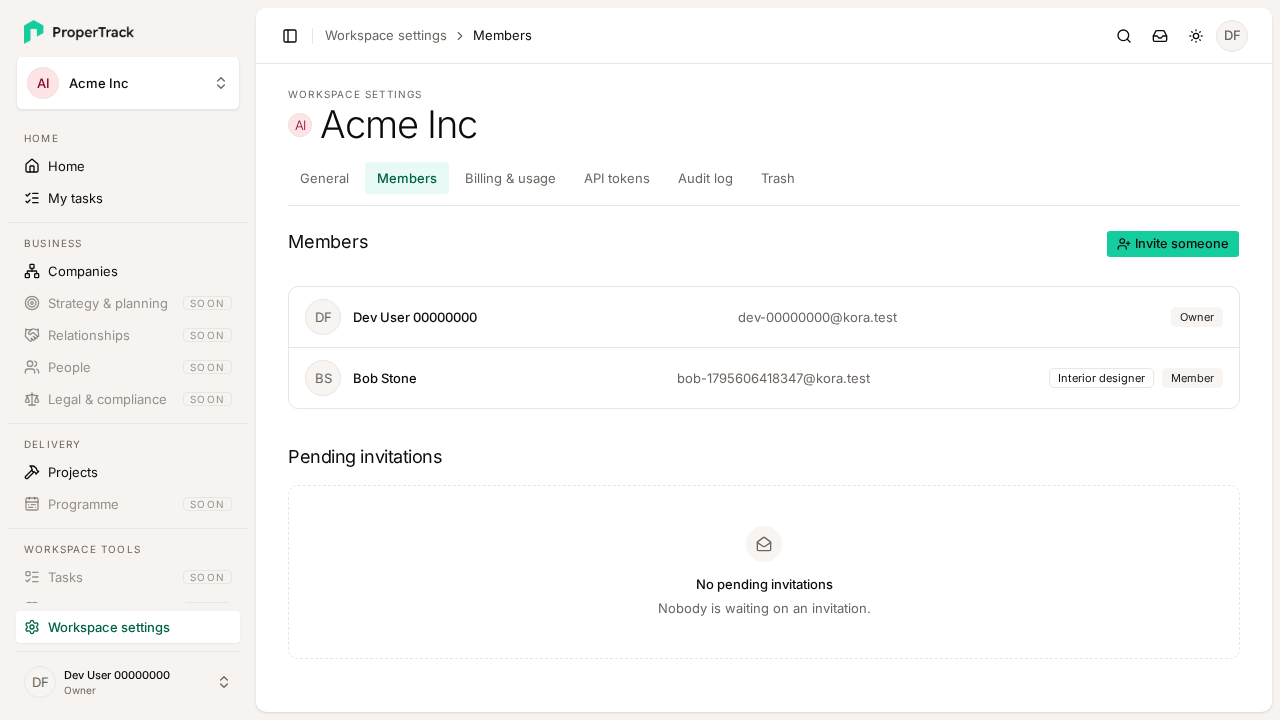 ProperTrack
AI Acme Inc
HOME
Home
My tasks
BUSINESS
Companies
Strategy & planning SOON
Relationships SOON
People SOON
Legal & compliance SOON
DELIVERY
Projects
Programme SOON
WORKSPACE TOOLS
Tasks SOON
Workspace settings
DF Dev User 00000000
Owner
Workspace settings Members DF
WORKSPACE SETTINGS
AI Acme Inc
General Members Billing & usage API tokens Audit log Trash
Members Invite someone
DF Dev User 00000000 dev-00000000@kora.test Owner
BS Bob Stone bob-1795606418347@kora.test Interior designer Member
Pending invitations
No pending invitations
Nobody is waiting on an invitation.